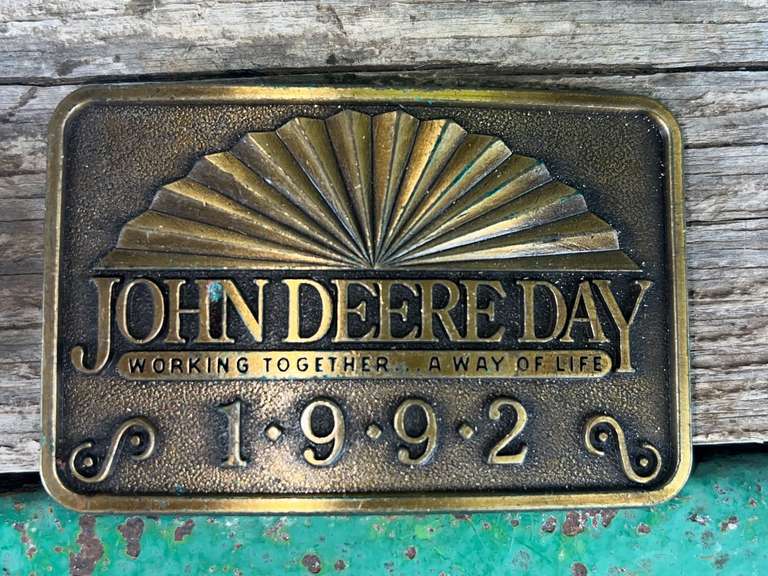 JOHN DEERE DAY
WORKING TOGETHER... A WAY OF LIFE
1·9·9·2